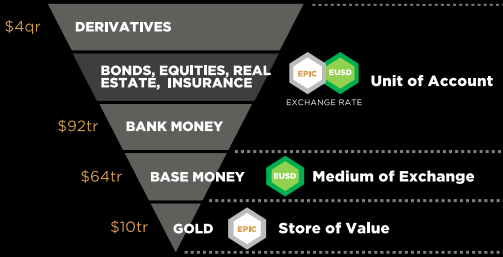 $4qr DERIVATIVES
BONDS, EQUITIES, REAL
ESTATE, INSURANCE
EPIC EUSD Unit of Account
EXCHANGE RATE
$92tr BANK MONEY
$64tr BASE MONEY EUSD Medium of Exchange
$10tr GOLD EPIC Store of Value